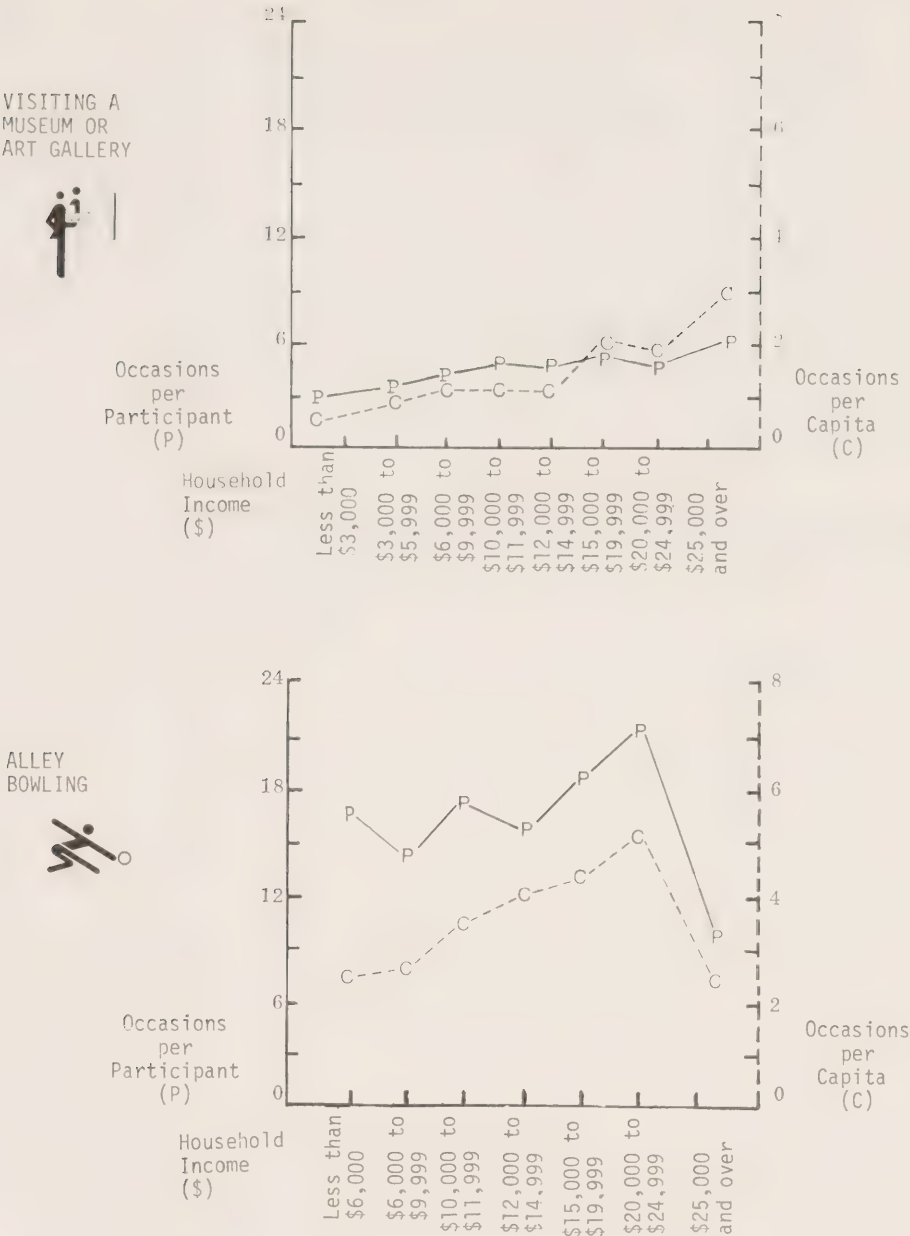 24
VISITING A
MUSEUM OR
ART GALLERY
18
6
12
6
2
Occasions
per
Participant
(P)
0
0
Occasions
per
Capita
(C)
P P P P P P P P
C C C C C C C C
Household
Income
($)
Less than
$3,000
$3,000 to
$5,999
$6,000 to
$9,999
$10,000 to
$11,999
$12,000 to
$14,999
$15,000 to
$19,999
$20,000 to
$24,999
$25,000
and over
24
8
ALLEY
BOWLING
18
6
12
4
6
2
Occasions
per
Participant
(P)
0
0
Occasions
per
Capita
(C)
P P P P P P P
C C C C C C C
Household
Income
($)
Less than
$6,000
$6,000 to
$9,999
$10,000 to
$11,999
$12,000 to
$14,999
$15,000 to
$19,999
$20,000 to
$24,999
$25,000
and over